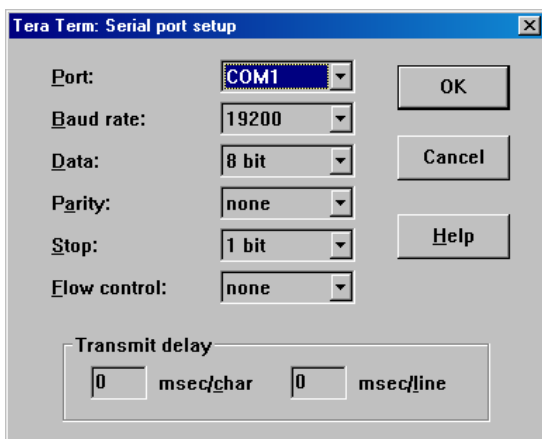 Tera Term: Serial port setup
Port: COM1
OK
Baud rate: 19200
Data: 8 bit
Cancel
Parity: none
Stop: 1 bit
Help
Flow control: none
Transmit delay
0 msec/char 0 msec/line